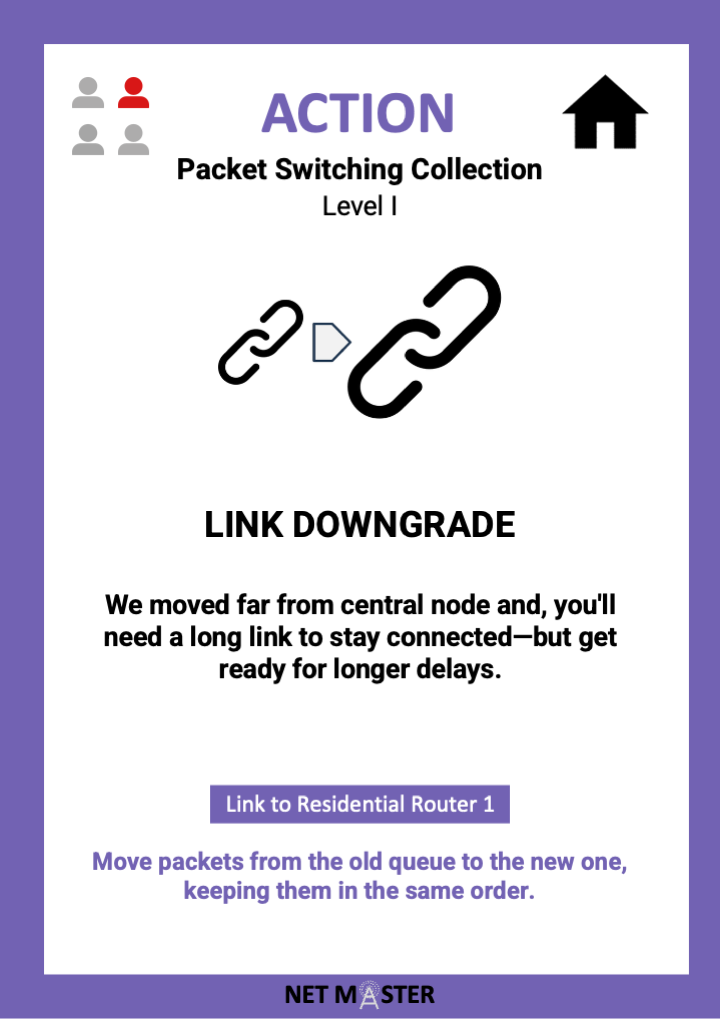 ACTION
Packet Switching Collection
Level I
LINK DOWNGRADE
We moved far from central node and, you'll
need a long link to stay connected—but get
ready for longer delays.
Link to Residential Router 1
Move packets from the old queue to the new one,
keeping them in the same order.
NET MASTER